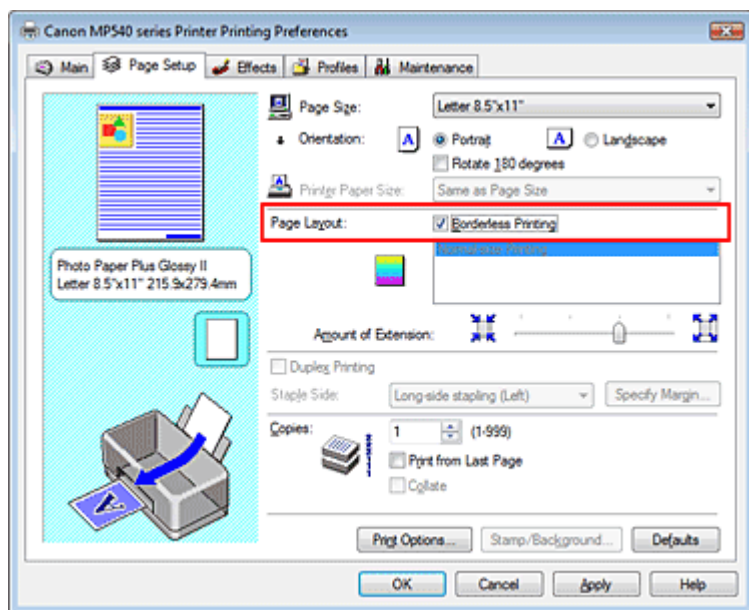 Canon MP540 series Printer Printing Preferences
Main Page Setup Effects Profiles Maintenance
Page Size: Letter 8.5"x11"
Orientation: A Portrait A Landscape
Rotate 180 degrees
Printer Paper Size: Same as Page Size
Page Layout: Borderless Printing
Normal-size Printing
Photo Paper Plus Glossy II
Letter 8.5"x11" 215.9x279.4mm
Amount of Extension:
Duplex Printing
Staple Side: Long-side stapling (Left) Specify Margin...
Copies: 1 (1-999)
Print from Last Page
Collate
A
Print Options... Stamp/Background... Defaults
OK Cancel Apply Help